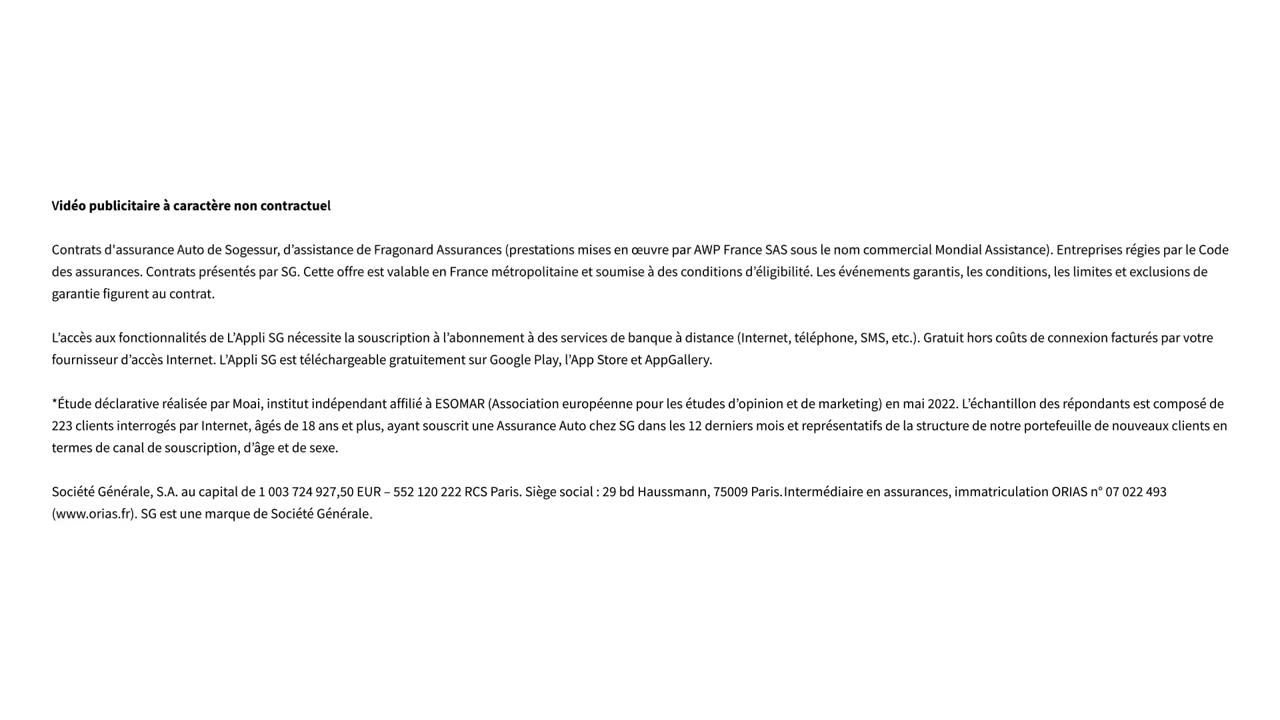 Vidéo publicitaire à caractère non contractuel
Contrats d'assurance Auto de Sogessur, d’assistance de Fragonard Assurances (prestations mises en œuvre par AWP France SAS sous le nom commercial Mondial Assistance). Entreprises régies par le Code
des assurances. Contrats présentés par SG. Cette offre est valable en France métropolitaine et soumise à des conditions d’éligibilité. Les événements garantis, les conditions, les limites et exclusions de
garantie figurent au contrat.
L’accès aux fonctionnalités de L’Appli SG nécessite la souscription à l’abonnement à des services de banque à distance (Internet, téléphone, SMS, etc.). Gratuit hors coûts de connexion facturés par votre
fournisseur d’accès Internet. L’Appli SG est téléchargeable gratuitement sur Google Play, l’App Store et AppGallery.
*Étude déclarative réalisée par Moai, institut indépendant affilié à ESOMAR (Association européenne pour les études d’opinion et de marketing) en mai 2022. L’échantillon des répondants est composé de
223 clients interrogés par Internet, âgés de 18 ans et plus, ayant souscrit une Assurance Auto chez SG dans les 12 derniers mois et représentatifs de la structure de notre portefeuille de nouveaux clients en
termes de canal de souscription, d’âge et de sexe.
Société Générale, S.A. au capital de 1 003 724 927,50 EUR – 552 120 222 RCS Paris. Siège social : 29 bd Haussmann, 75009 Paris.Intermédiaire en assurances, immatriculation ORIAS n° 07 022 493
(www.orias.fr). SG est une marque de Société Générale.